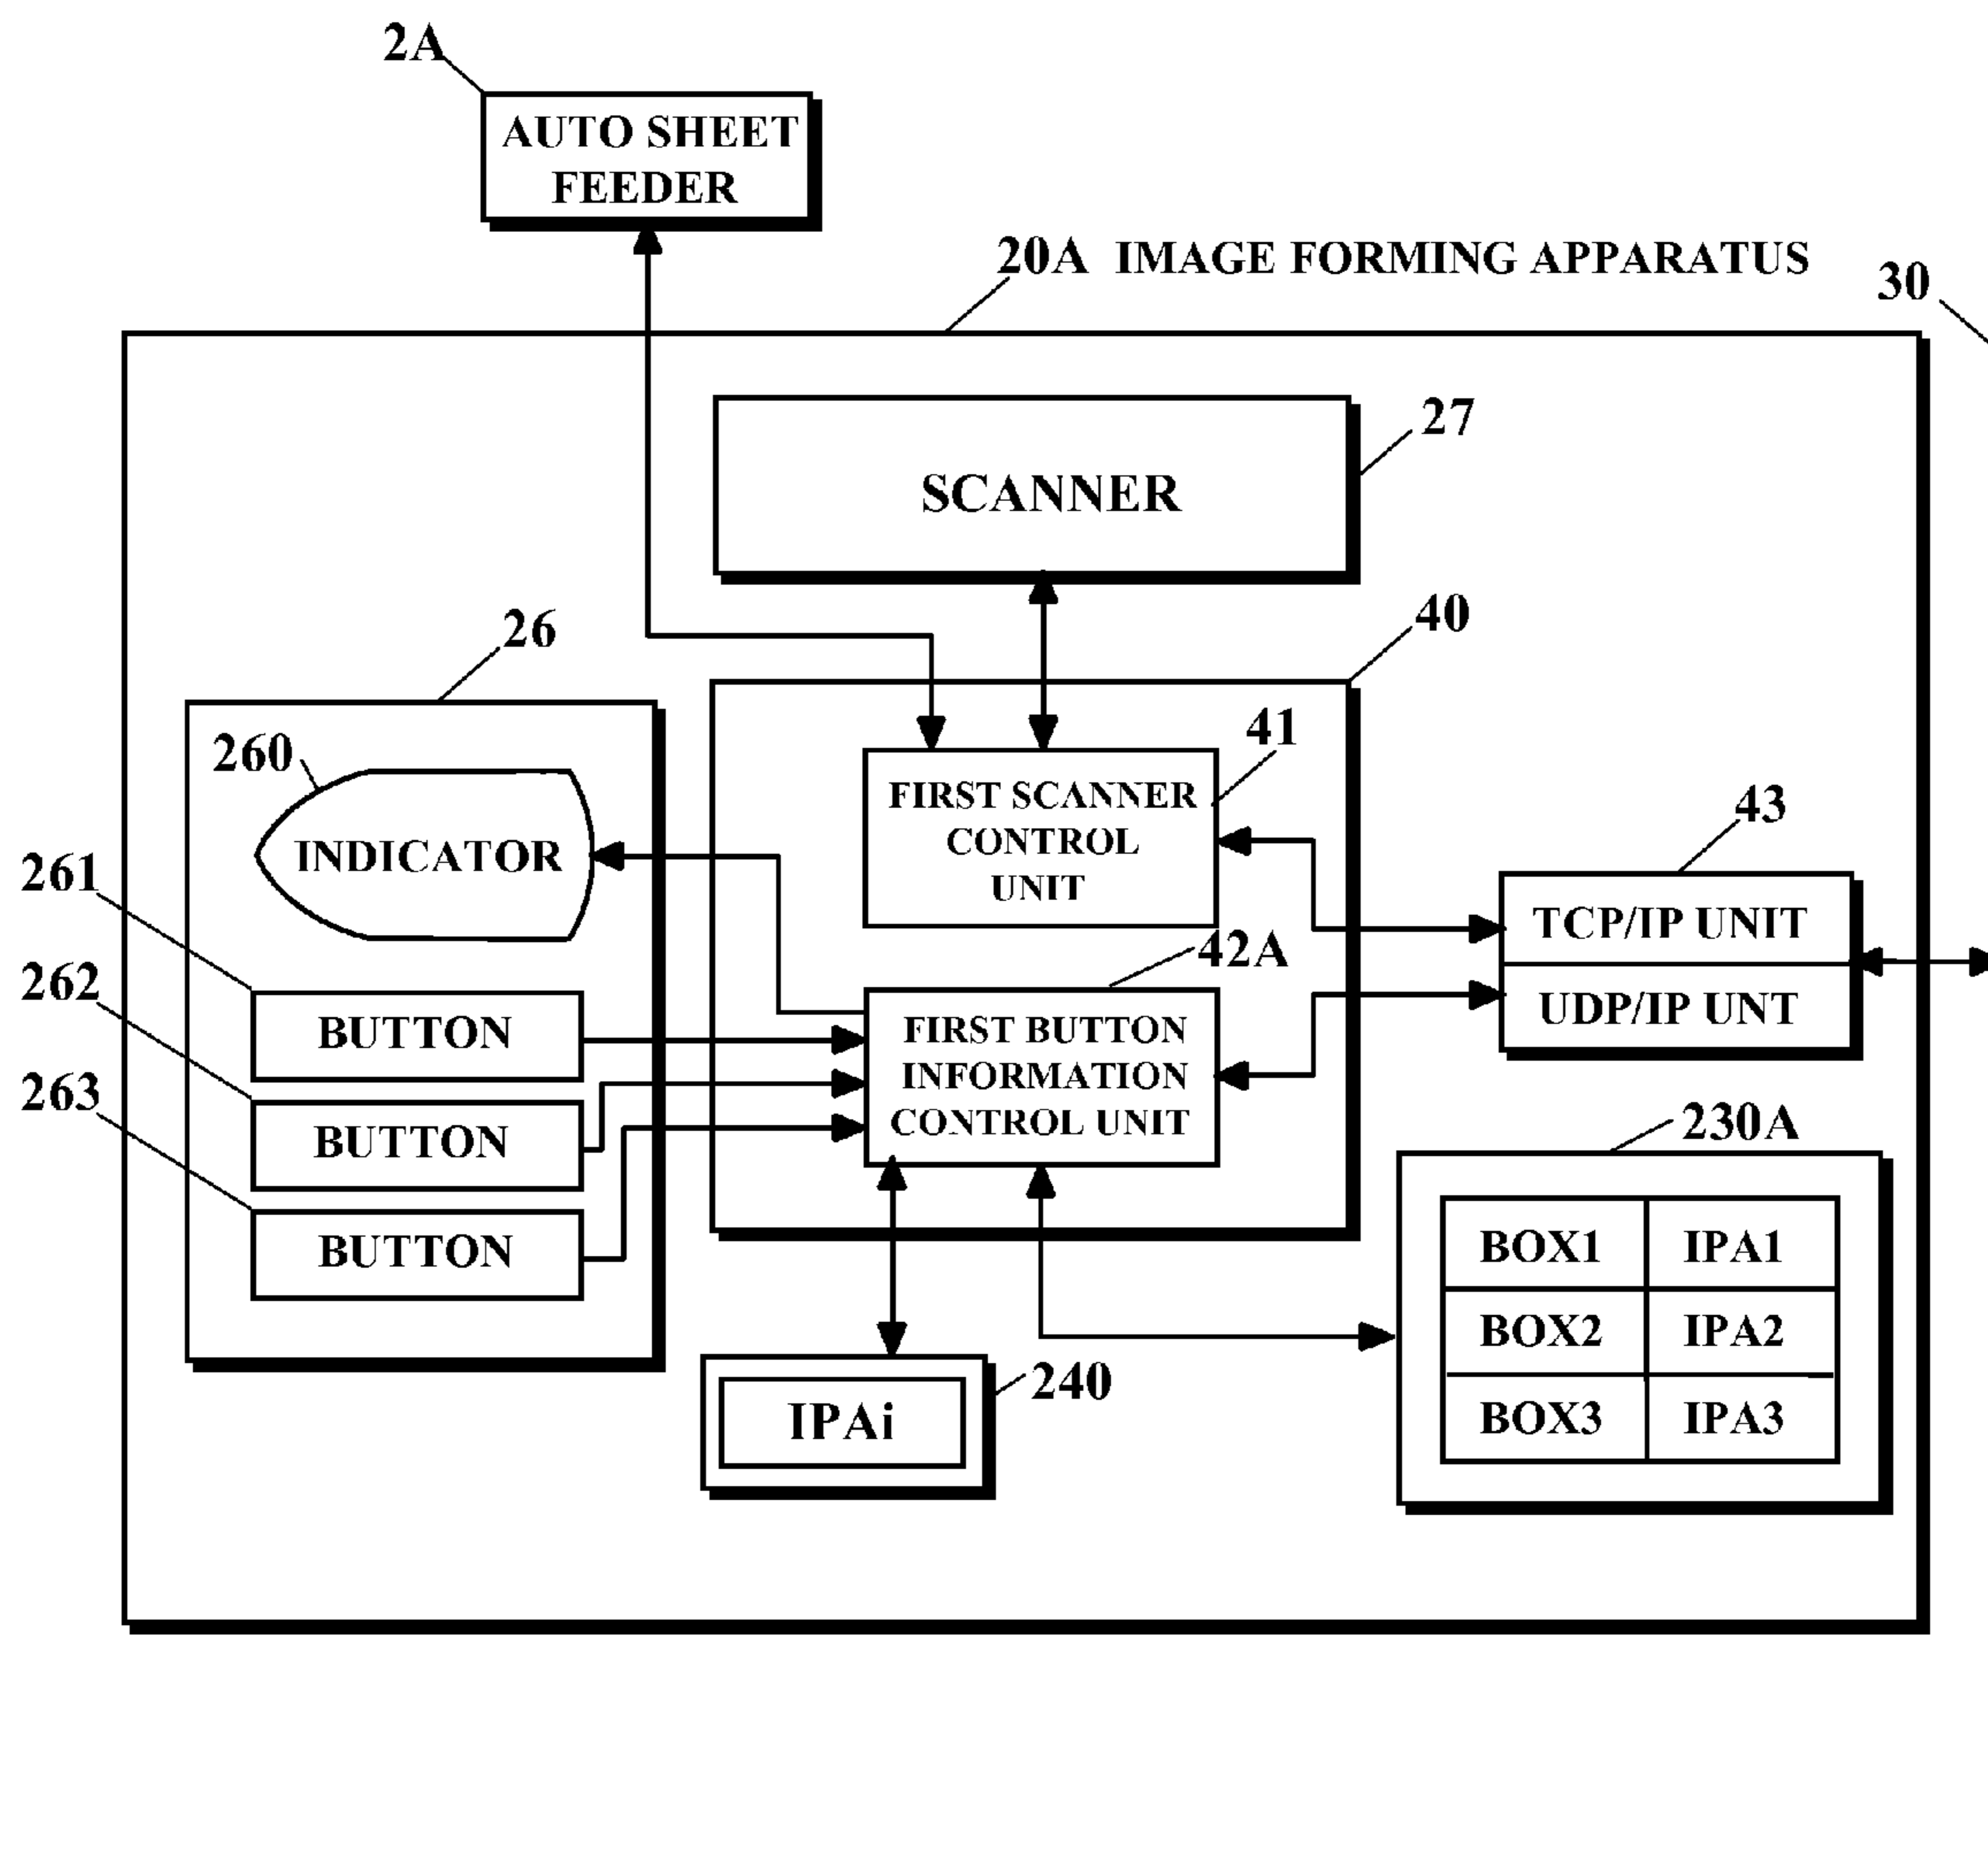 2A
AUTO SHEET
FEEDER
20A IMAGE FORMING APPARATUS
30
27
SCANNER
26
40
260
41
INDICATOR
FIRST SCANNER
CONTROL
UNIT
43
261
TCP/IP UNIT
42A
262
BUTTON
FIRST BUTTON
INFORMATION
CONTROL UNIT
UDP/IP UNT
263
BUTTON
230A
BUTTON
BOX1 IPA1
BOX2 IPA2
BOX3 IPA3
240
IPAi